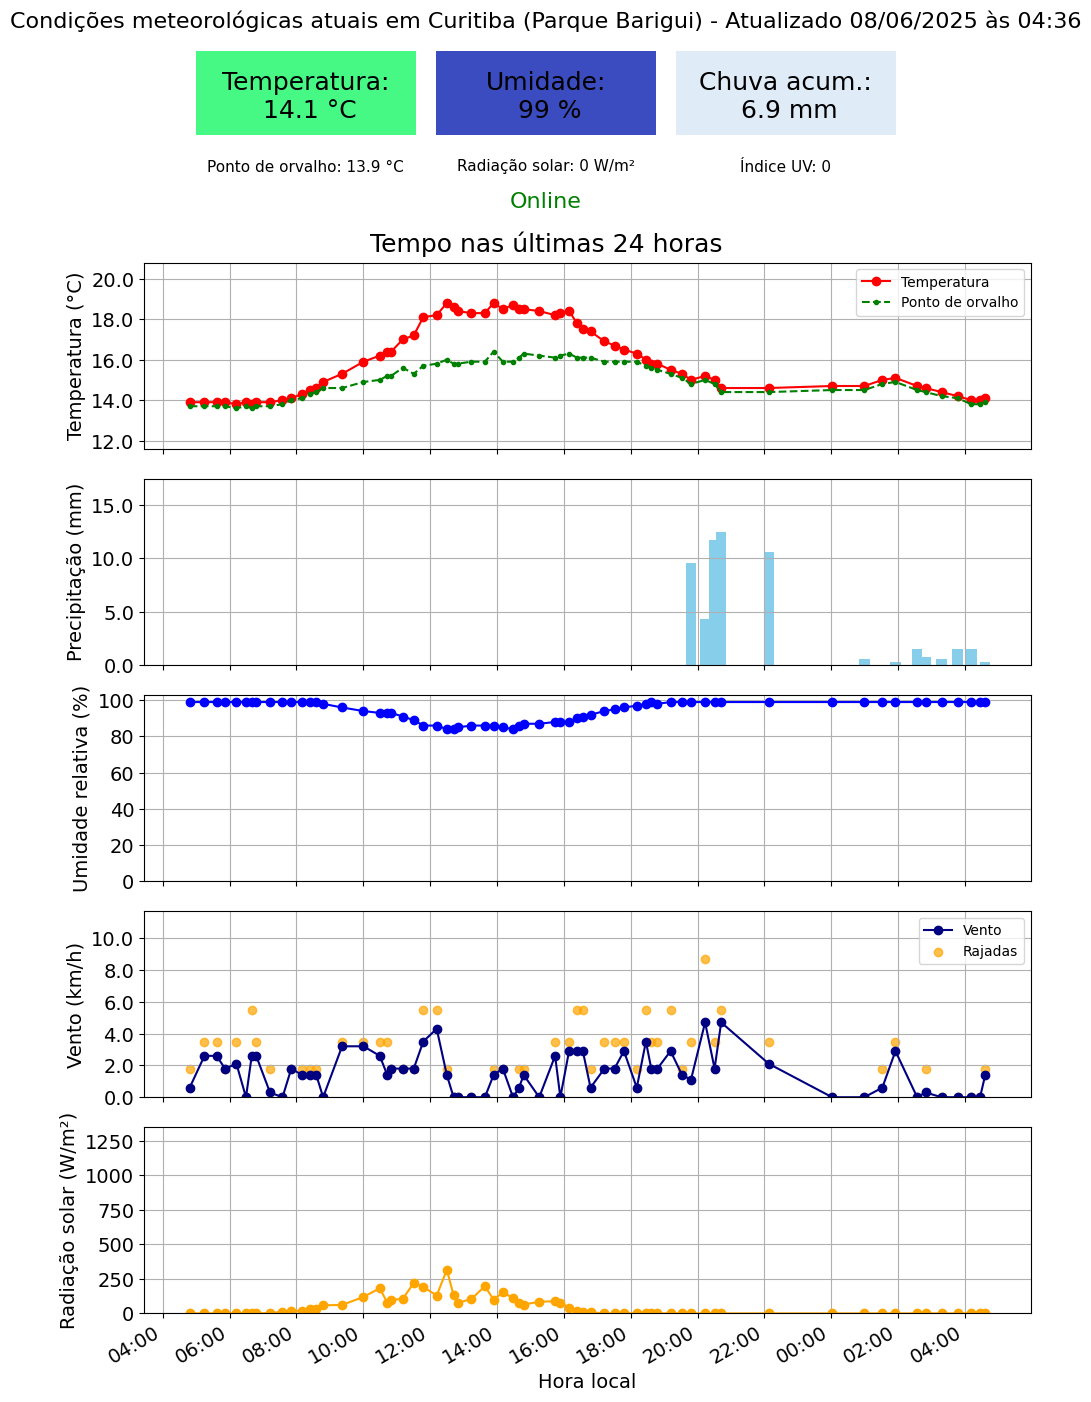 Condições meteorológicas atuais em Curitiba (Parque Barigui) - Atualizado 08/06/2025 às 04:36
Temperatura:
14.1 °C
Umidade:
99 %
Chuva acum.:
6.9 mm
Ponto de orvalho: 13.9 °C
Radiação solar: 0 W/m²
Índice UV: 0
Online
Tempo nas últimas 24 horas
Temperatura (°C)
20.0
18.0
16.0
14.0
12.0
Temperatura
Ponto de orvalho
Precipitação (mm)
15.0
10.0
5.0
0.0
Umidade relativa (%)
100
80
60
40
20
0
Vento (km/h)
10.0
8.0
6.0
4.0
2.0
0.0
Vento
Rajadas
Radiação solar (W/m²)
1250
1000
750
500
250
0
04:00
06:00
08:00
10:00
12:00
14:00
16:00
18:00
20:00
22:00
00:00
02:00
04:00
Hora local